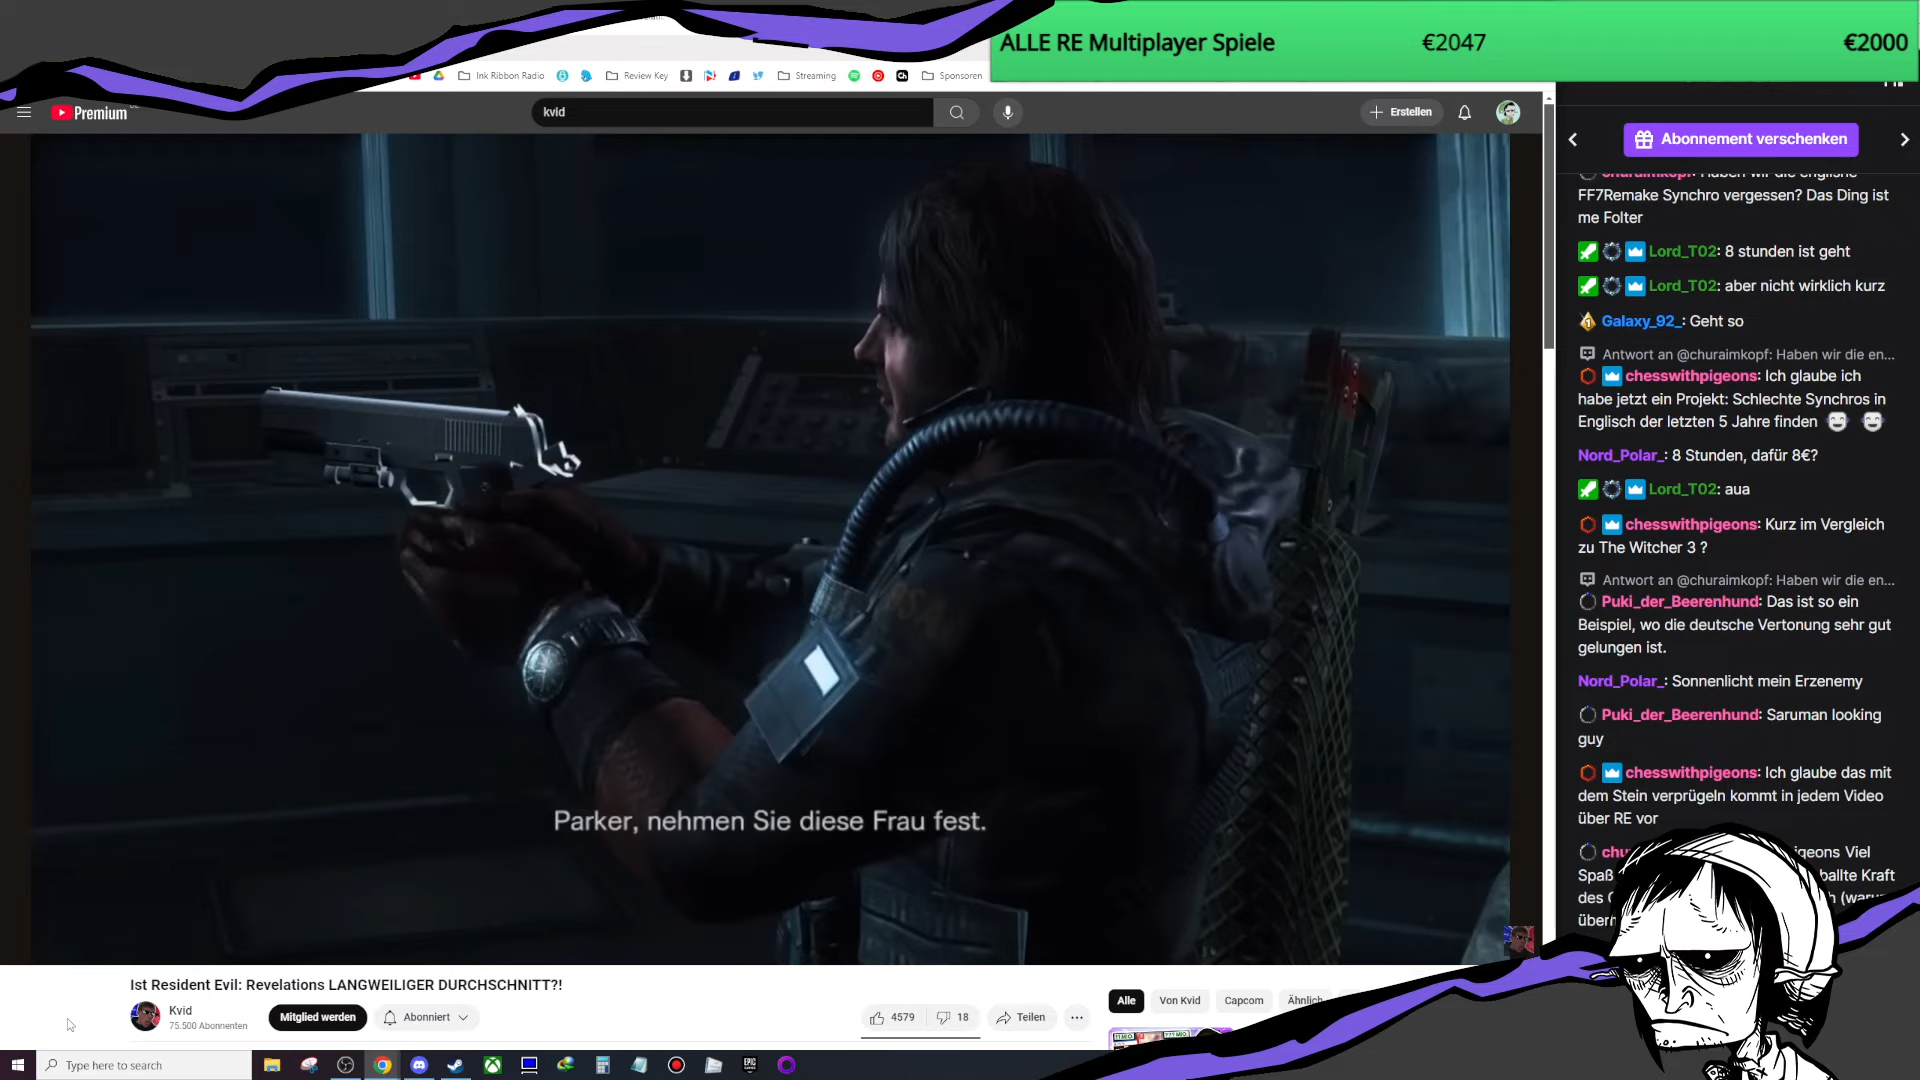 ALLE RE Multiplayer Spiele €2047 €2000
Ink Ribbon Radio Review Key Streaming Sponsoren
Premium
kvid
Erstellen
Abonnement verschenken
FF7Remake Synchro vergessen? Das Ding ist
me Folter
Lord_T02: 8 stunden ist geht
Lord_T02: aber nicht wirklich kurz
Galaxy_92_: Geht so
Antwort an @churaimkopf: Haben wir die en...
chesswithpigeons: Ich glaube ich
habe jetzt ein Projekt: Schlechte Synchros in
Englisch der letzten 5 Jahre finden
Nord_Polar_: 8 Stunden, dafür 8€?
Lord_T02: aua
chesswithpigeons: Kurz im Vergleich
zu The Witcher 3 ?
Antwort an @churaimkopf: Haben wir die en...
Puki_der_Beerenhund: Das ist so ein
Beispiel, wo die deutsche Vertonung sehr gut
gelungen ist.
Nord_Polar_: Sonnenlicht mein Erzenemy
Puki_der_Beerenhund: Saruman looking
guy
chesswithpigeons: Ich glaube das mit
dem Stein verprügeln kommt in jedem Video
über RE vor
Viel
Spaß
Kraft
des
Parker, nehmen Sie diese Frau fest.
Ist Resident Evil: Revelations LANGWEILIGER DURCHSCHNITT?!
Kvid
75.500 Abonnenten
Mitglied werden
Abonniert
4579
18
Teilen
Alle
Von Kvid
Capcom
Ähnlich
Type here to search